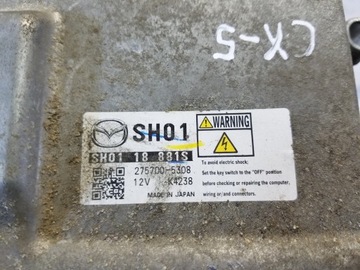 CX-5
SH01
SH01 18 881S
275700-5308
12V K4238
MADE IN JAPAN
WARNING
To avoid electric shock;
Set the key switch to the "OFF" position
before checking or repairing the computer,
wiring or; and connectors.